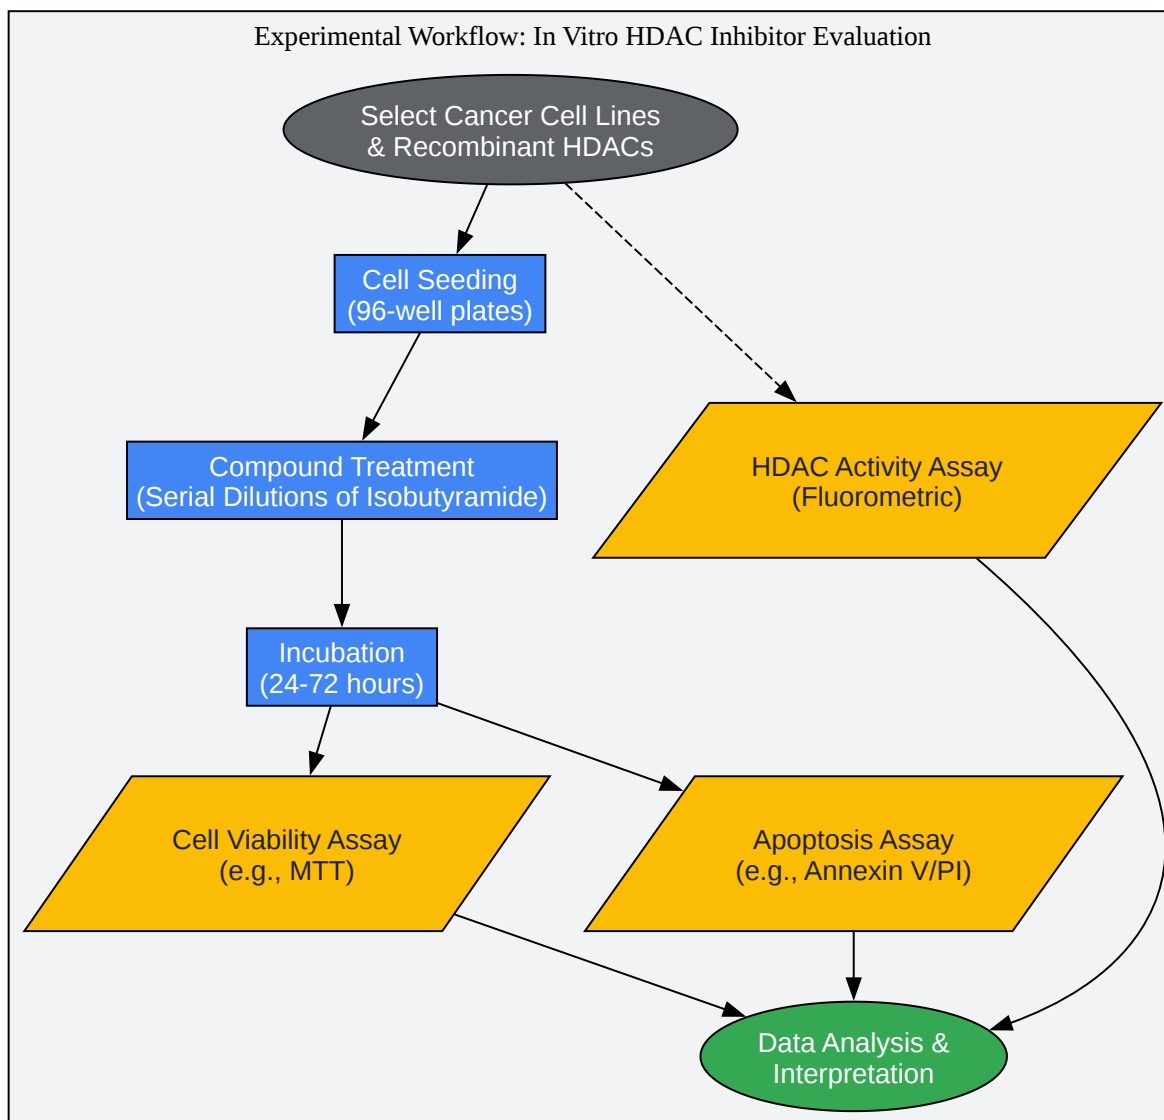 Experimental Workflow: In Vitro HDAC Inhibitor Evaluation
Select Cancer Cell Lines
& Recombinant HDACs
Cell Seeding
(96-well plates)
Compound Treatment
(Serial Dilutions of Isobutyramide)
HDAC Activity Assay
(Fluorometric)
Incubation
(24-72 hours)
Cell Viability Assay
(e.g., MTT)
Apoptosis Assay
(e.g., Annexin V/PI)
Data Analysis &
Interpretation